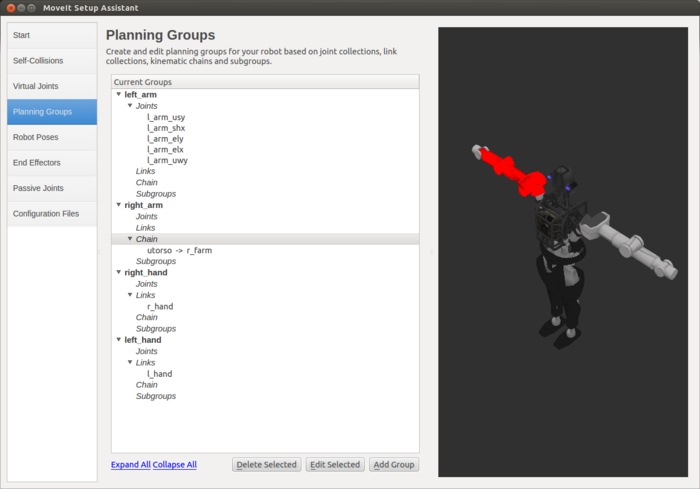 MoveIt Setup Assistant
Start
Self-Collisions
Virtual Joints
Planning Groups
Robot Poses
End Effectors
Passive Joints
Configuration Files
Planning Groups
Create and edit planning groups for your robot based on joint collections, link
collections, kinematic chains and subgroups.
Current Groups
left_arm
Joints
l_arm_usy
l_arm_shx
l_arm_ely
l_arm_elx
l_arm_uwy
Links
Chain
Subgroups
right_arm
Joints
Links
Chain
utorso -> r_farm
Subgroups
right_hand
Joints
Links
r_hand
Chain
Subgroups
left_hand
Joints
Links
l_hand
Chain
Subgroups
Expand All Collapse All
Delete Selected
Edit Selected
Add Group